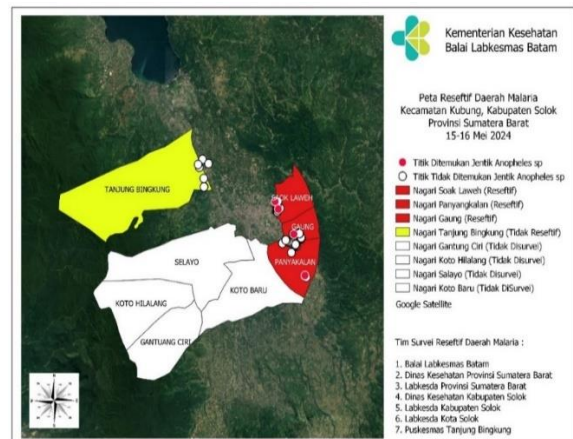 Kementerian Kesehatan
Balai Labkesmas Batam
Peta Reseftif Daerah Malaria
Kecamatan Kubung, Kabupaten Solok
Provinsi Sumatera Barat
15-16 Mei 2024
Titik Ditemukan Jentik Anopheles sp
Titik Tidak Ditemukan Jentik Anopheles sp
Nagari Soak Laweh (Reseftif)
Nagari Panyangkalan (Reseftif)
Nagari Gaung (Reseftif)
Nagari Tanjung Bingkung (Tidak Reseftif)
Nagari Gantung Ciri (Tidak Disurvei)
Nagari Koto Hilalang (Tidak Disurvei)
Nagari Salayo (Tidak Disurvei)
Nagari Koto Baru (Tidak DiSurvei)
Google Satellite
Tim Survei Reseftif Daerah Malaria :
1. Balai Labkesmas Batam
2. Dinas Kesehatan Provinsi Sumatera Barat
3. Labkesda Provinsi Sumatera Barat
4. Dinas Kesehatan Kabupaten Solok
5. Labkesda Kabupaten Solok
6. Labkesda Kota Solok
7. Puskesmas Tanjung Bingkung
TANJUNG BINGKUNG
LAWEH
GAUNG
PANYAKALAN
SELAYO
KOTO BARU
KOTO HILALANG
GANTUANG CIRI